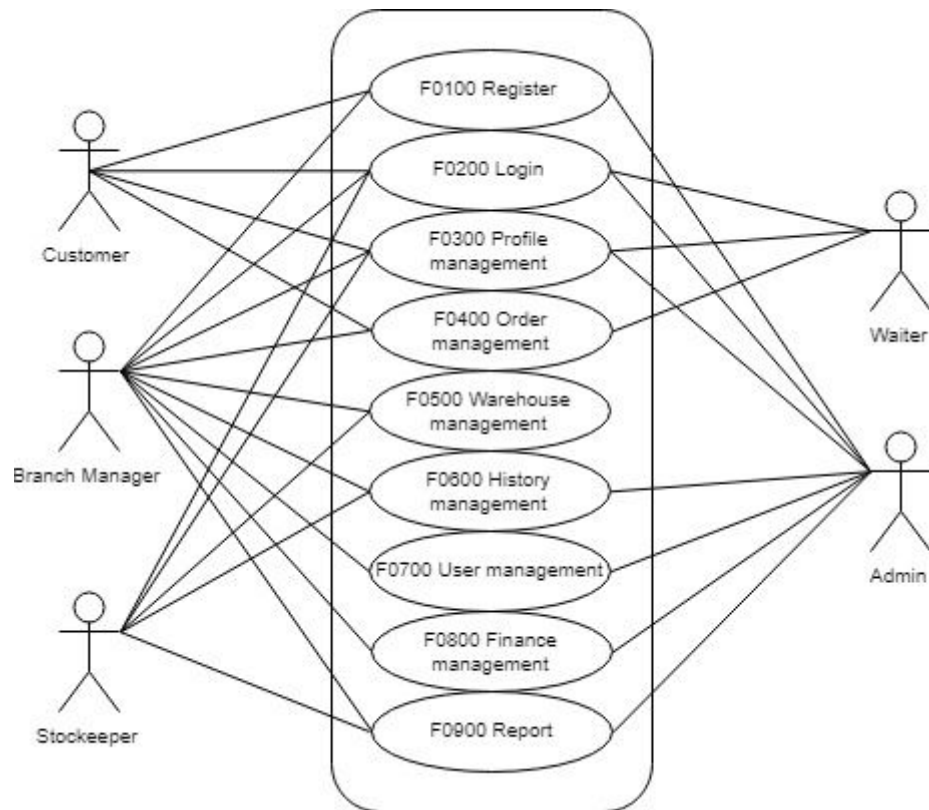 F0100 Register
F0200 Login
Customer
F0300 Profile
management
Waiter
F0400 Order
management
F0500 Warehouse
management
Branch Manager
F0600 History
management
F0700 User management
Admin
F0800 Finance
management
F0900 Report
Stockeeper